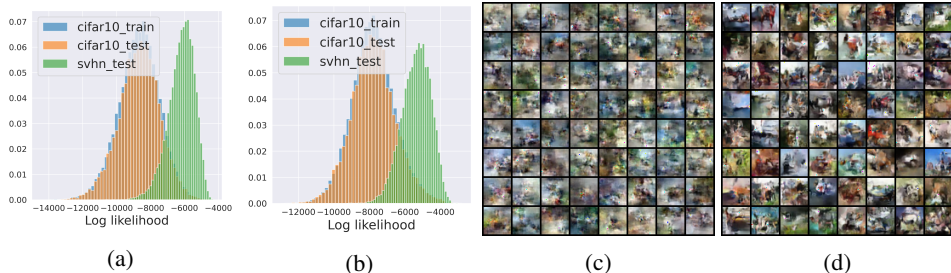 cifar10_train
cifar10_test
svhn_test
0.07
0.06
0.05
0.04
0.03
0.02
0.01
0.00
−14000 −12000 −10000 −8000 −6000 −4000
Log likelihood
(a)
cifar10_train
cifar10_test
svhn_test
0.07
0.06
0.05
0.04
0.03
0.02
0.01
0.00
−12000 −10000 −8000 −6000 −4000
Log likelihood
(b)
(c)
(d)